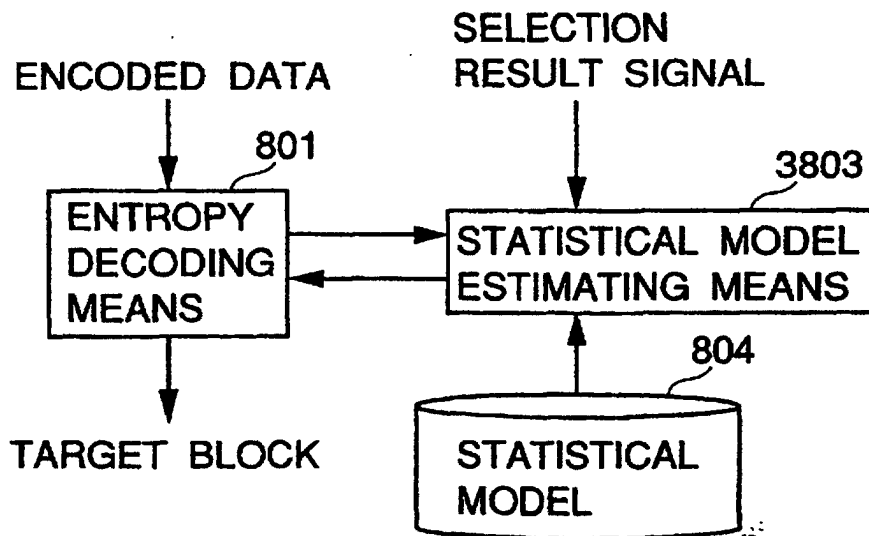 ENCODED DATA
SELECTION
RESULT SIGNAL
801
3803
ENTROPY
DECODING
MEANS
STATISTICAL MODEL
ESTIMATING MEANS
804
TARGET BLOCK
STATISTICAL
MODEL